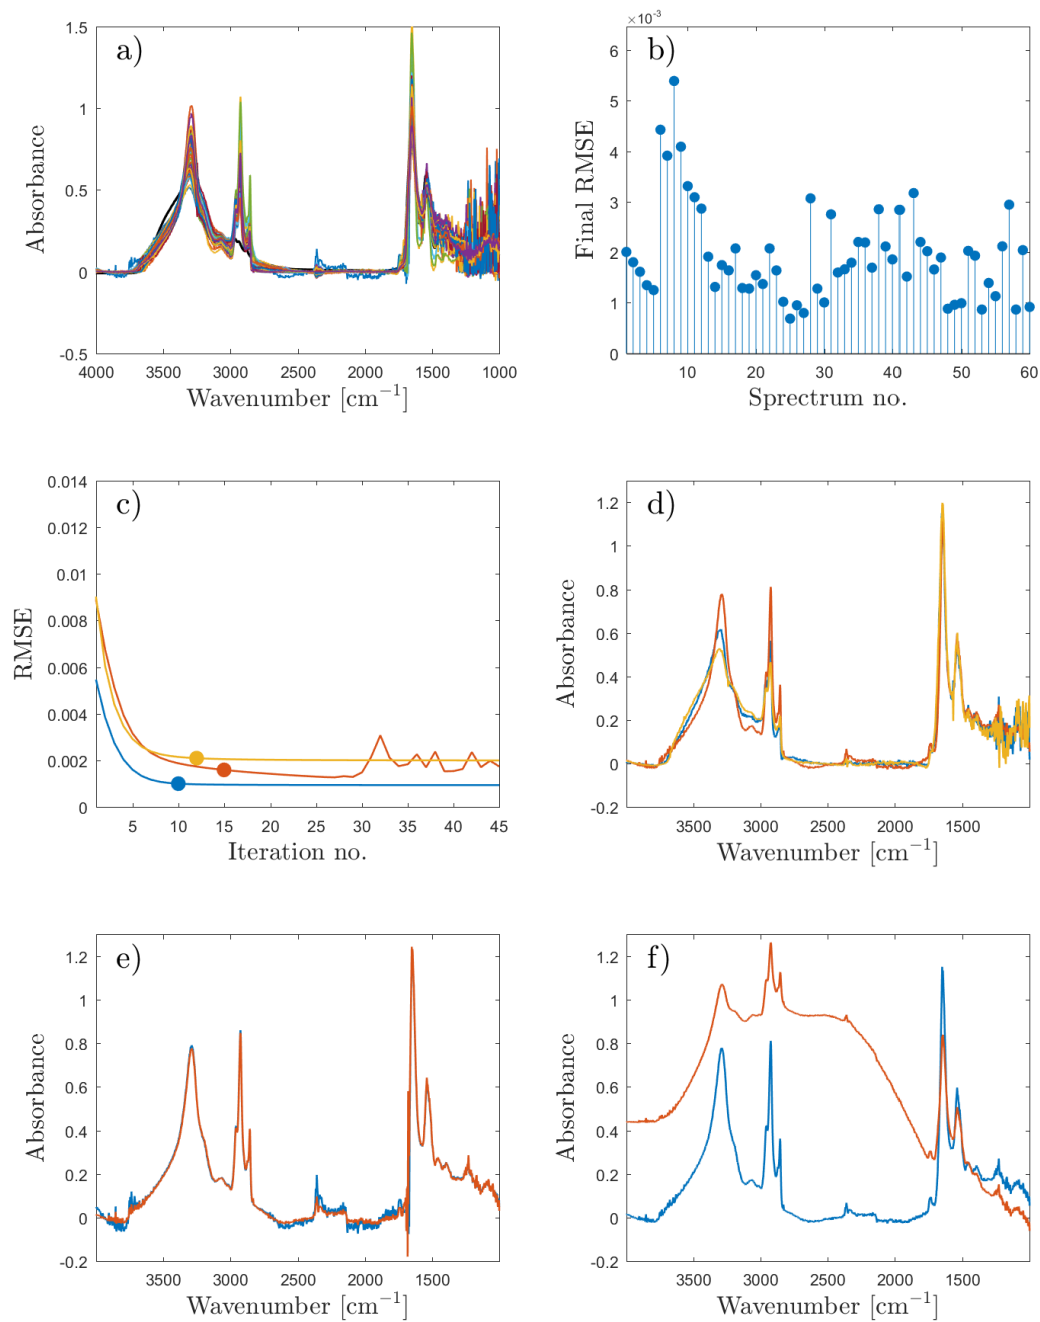 a)
1.5
1
0.5
0
-0.5
4000 3500 3000 2500 2000 1500 1000
Absorbance
Wavenumber [cm⁻¹]
b)
×10⁻³
6
5
4
3
2
1
0
10 20 30 40 50 60
Final RMSE
Sprectrum no.
c)
0.014
0.012
0.01
0.008
0.006
0.004
0.002
0
5 10 15 20 25 30 35 40 45
RMSE
Iteration no.
d)
1.2
1
0.8
0.6
0.4
0.2
0
-0.2
3500 3000 2500 2000 1500
Absorbance
Wavenumber [cm⁻¹]
e)
1.2
1
0.8
0.6
0.4
0.2
0
-0.2
3500 3000 2500 2000 1500
Absorbance
Wavenumber [cm⁻¹]
f)
1.2
1
0.8
0.6
0.4
0.2
0
-0.2
3500 3000 2500 2000 1500
Absorbance
Wavenumber [cm⁻¹]